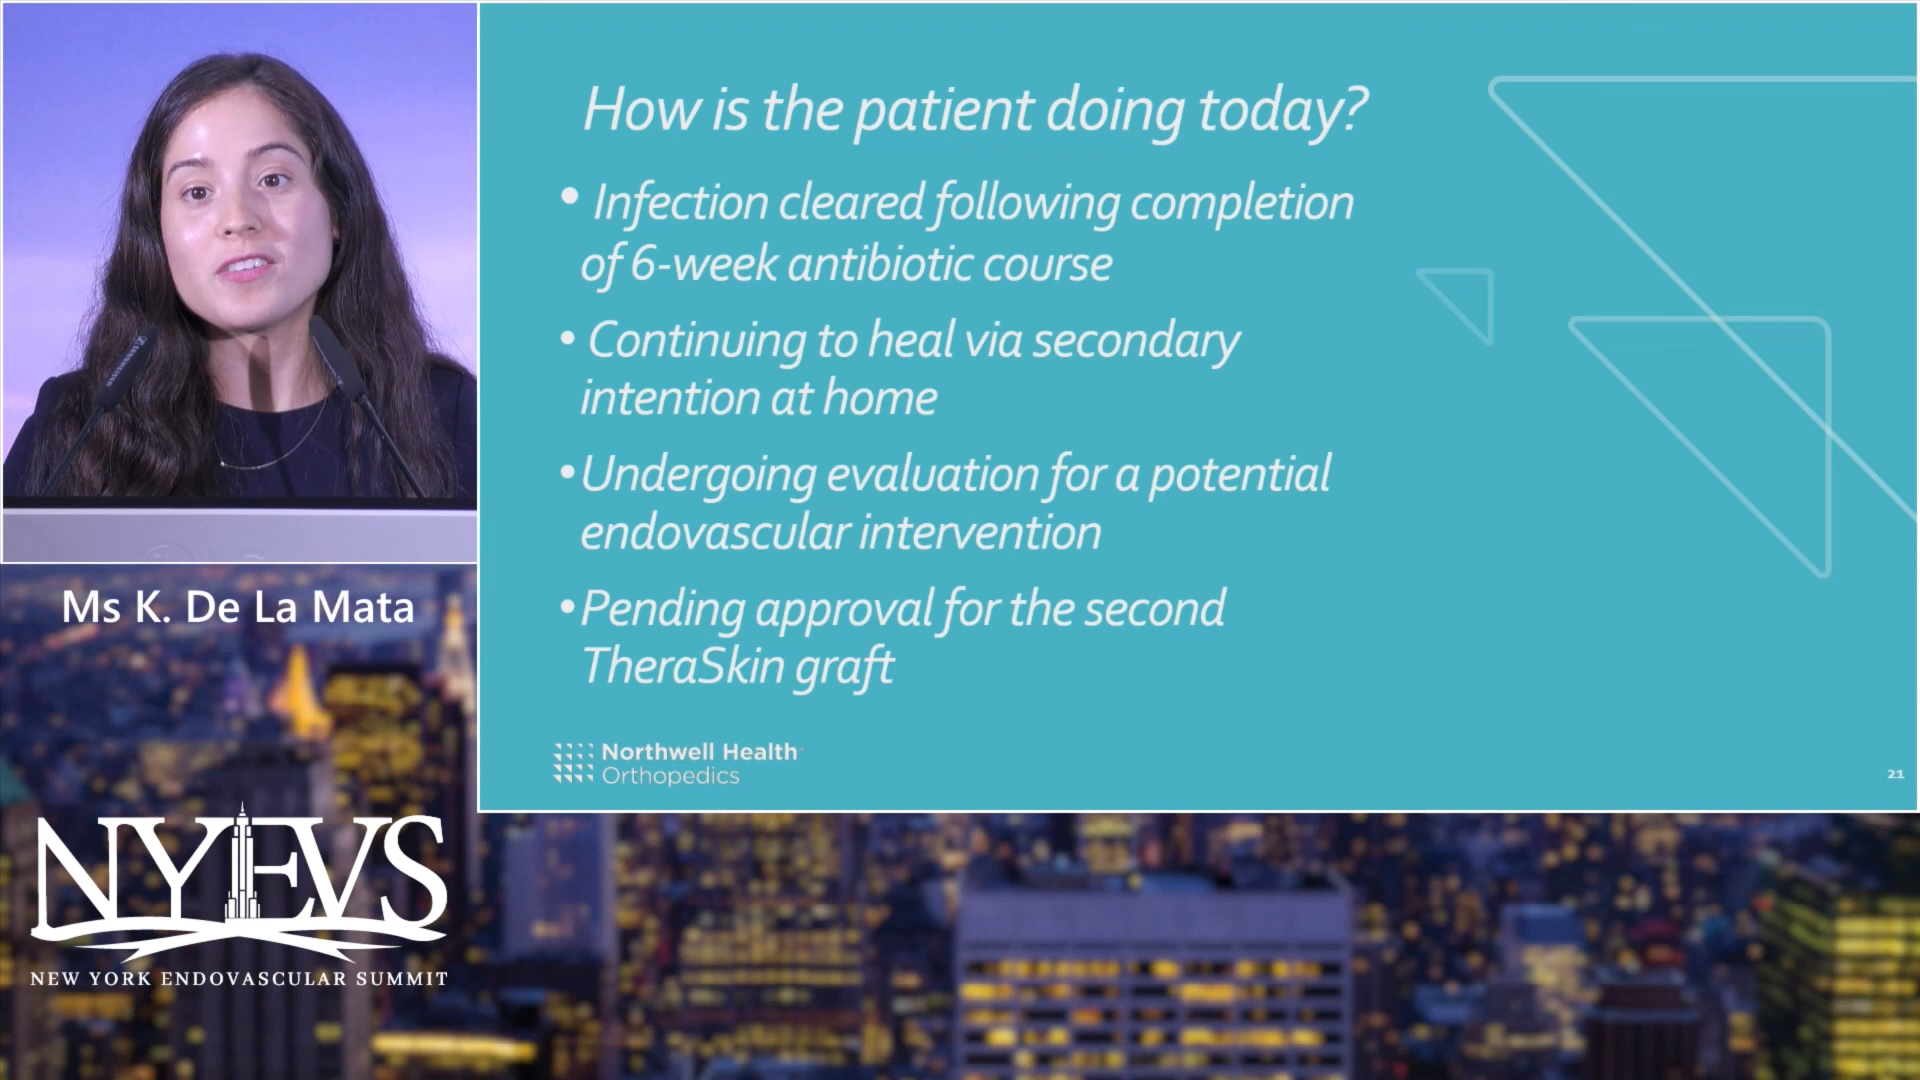 How is the patient doing today?
• Infection cleared following completion
of 6-week antibiotic course
• Continuing to heal via secondary
intention at home
• Undergoing evaluation for a potential
endovascular intervention
• Pending approval for the second
TheraSkin graft
Northwell Health
Orthopedics
21
Ms K. De La Mata
NYEVS
NEW YORK ENDOVASCULAR SUMMIT